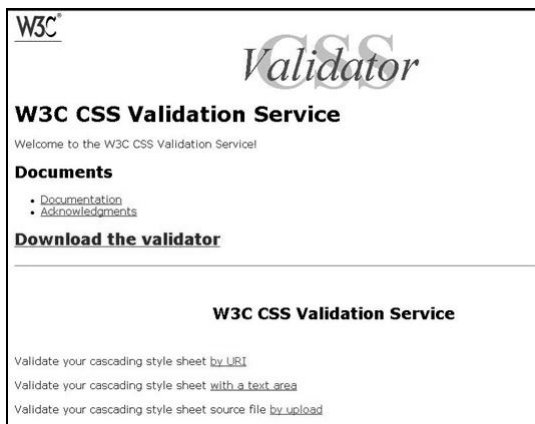 W3C®
CSS Validator
W3C CSS Validation Service
Welcome to the W3C CSS Validation Service!
Documents
• Documentation
• Acknowledgments
Download the validator
W3C CSS Validation Service
Validate your cascading style sheet by URI
Validate your cascading style sheet with a text area
Validate your cascading style sheet source file by upload